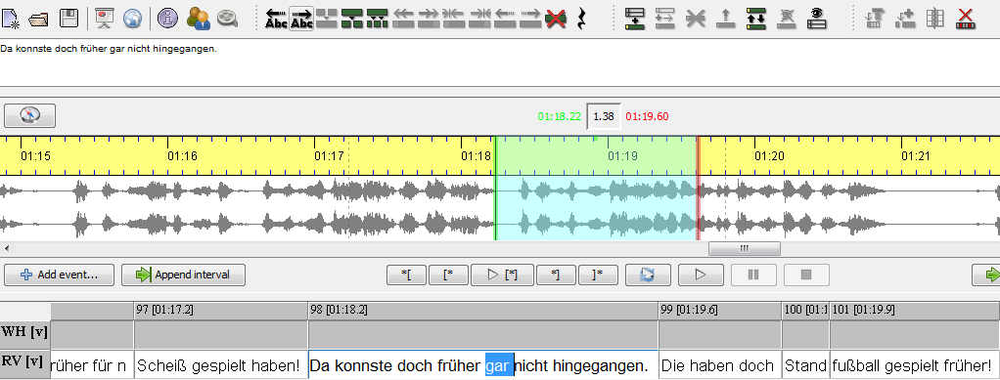 Abc Abc
Da konnste doch früher gar nicht hingegangen.
01:18.22 1.38 01:19.60
01:15 01:16 01:17 01:18 01:19 01:20 01:21
Add event... Append interval *[ [* [*] *] ]*
97 [01:17.2] 98 [01:18.2] 99 [01:19.6] 100 [01:1 101 [01:19.9]
WH [v]
RV [v] rüher für n Scheiß gespielt haben! Da konnste doch früher gar nicht hingegangen. Die haben doch Stand fußball gespielt früher!